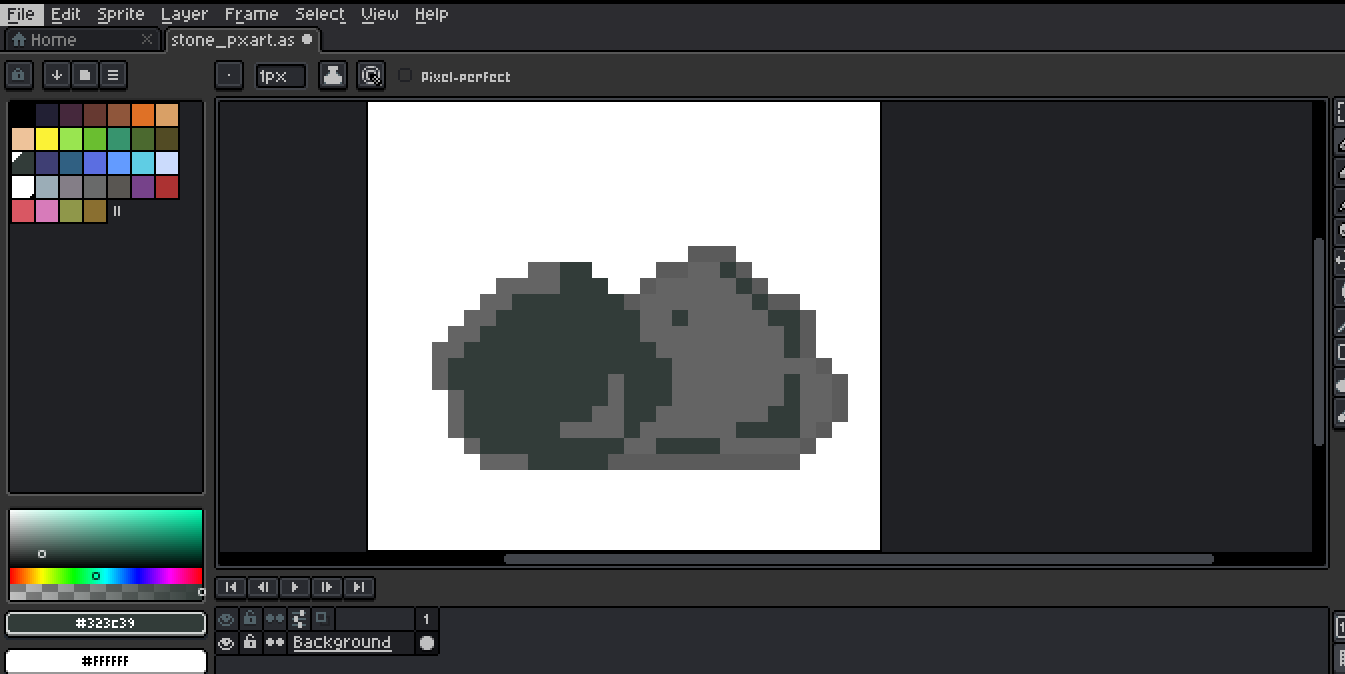 File Edit Sprite Layer Frame Select View Help
Home stone_pxart.as
1px Pixel-perfect
#323c39
1
Background
#FFFFFF